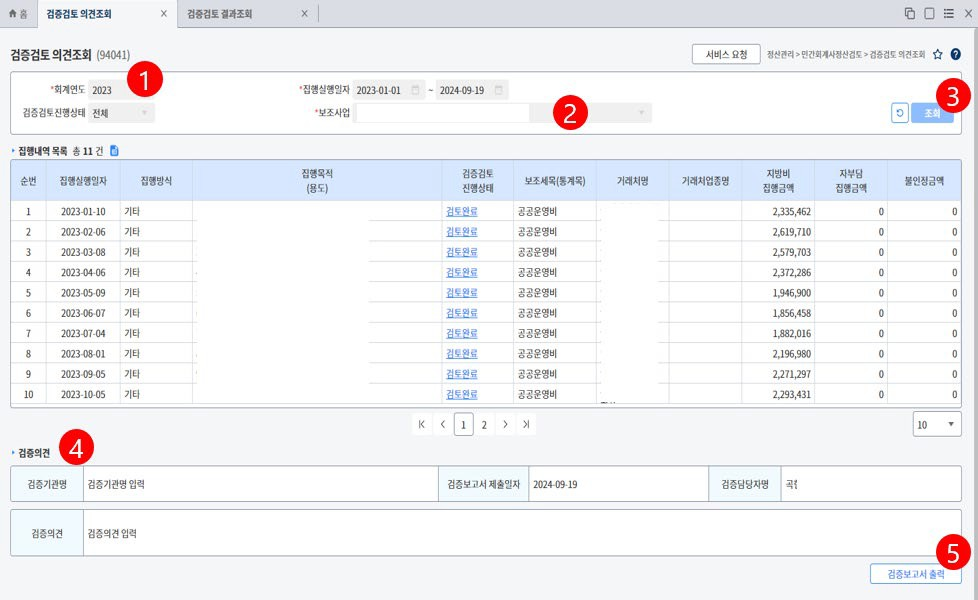 홈 검증검토 의견조회 × 검증검토 결과조회 ×
검증검토 의견조회 (94041) 서비스 요청 정산관리 > 민간회계사정산검토 > 검증검토 의견조회
*회계연도 2023 1 *집행실행일자 2023-01-01 ~ 2024-09-19 3
검증검토진행상태 전체 *보조사업 2 조회
집행내역 목록 총 11 건
순번 집행실행일자 집행방식 집행목적 (용도) 검증검토 진행상태 보조세목(통계목) 거래처명 거래처업종명 지방비 집행금액 자부담 집행금액 불인정금액
1 2023-01-10 기타 검토완료 공공운영비 2,335,462 0 0
2 2023-02-06 기타 검토완료 공공운영비 2,619,710 0 0
3 2023-03-08 기타 검토완료 공공운영비 2,579,703 0 0
4 2023-04-06 기타 검토완료 공공운영비 2,372,286 0 0
5 2023-05-09 기타 검토완료 공공운영비 1,946,900 0 0
6 2023-06-07 기타 검토완료 공공운영비 1,856,458 0 0
7 2023-07-04 기타 검토완료 공공운영비 1,882,016 0 0
8 2023-08-01 기타 검토완료 공공운영비 2,196,980 0 0
9 2023-09-05 기타 검토완료 공공운영비 2,271,297 0 0
10 2023-10-05 기타 검토완료 공공운영비 2,293,431 0 0
1 2 10
검증의견 4
검증기관명 검증기관명 입력 검증보고서 제출일자 2024-09-19 검증담당자명
검증의견 검증의견 입력
5
검증보고서 출력